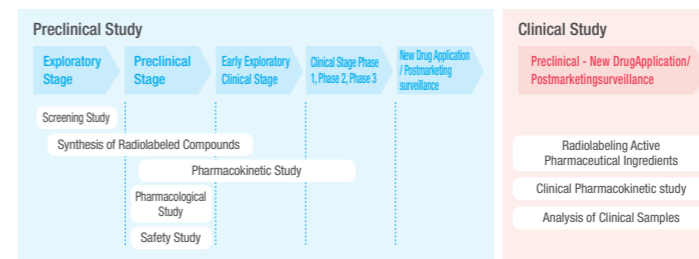 Preclinical Study
Exploratory
Stage
Preclinical
Stage
Early Exploratory
Clinical Stage
Clinical Stage Phase
1, Phase 2, Phase 3
New Drug Application
/ Postmarketing
surveillance
Screening Study
Synthesis of Radiolabeled Compounds
Pharmacokinetic Study
Pharmacological
Study
Safety Study
Clinical Study
Preclinical - New DrugApplication/
Postmarketingsurveillance
Radiolabeling Active
Pharmaceutical Ingredients
Clinical Pharmacokinetic study
Analysis of Clinical Samples